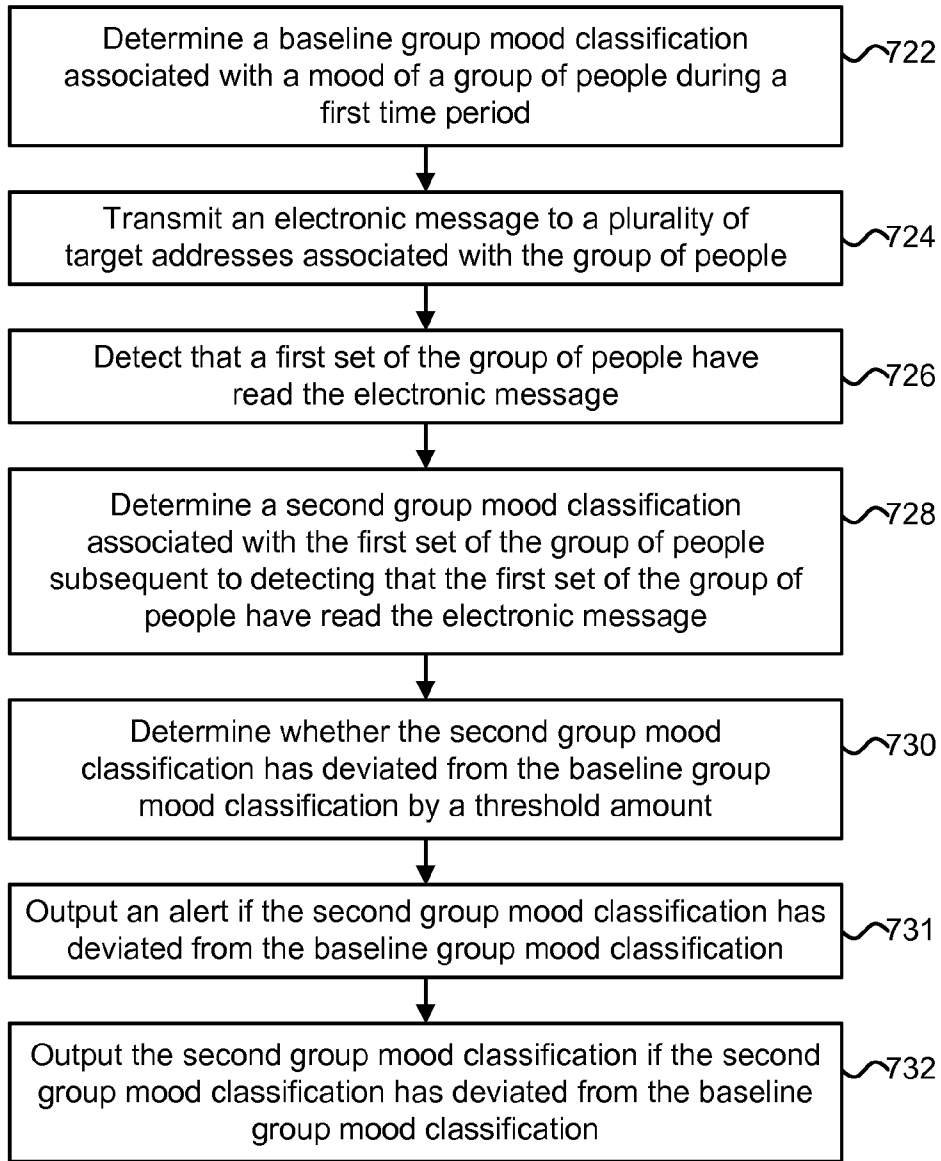 Determine a baseline group mood classification
associated with a mood of a group of people during a
first time period
722
Transmit an electronic message to a plurality of
target addresses associated with the group of people
724
Detect that a first set of the group of people have
read the electronic message
726
Determine a second group mood classification
associated with the first set of the group of people
subsequent to detecting that the first set of the group of
people have read the electronic message
728
Determine whether the second group mood
classification has deviated from the baseline group
mood classification by a threshold amount
730
Output an alert if the second group mood classification has
deviated from the baseline group mood classification
731
Output the second group mood classification if the second
group mood classification has deviated from the baseline
group mood classification
732